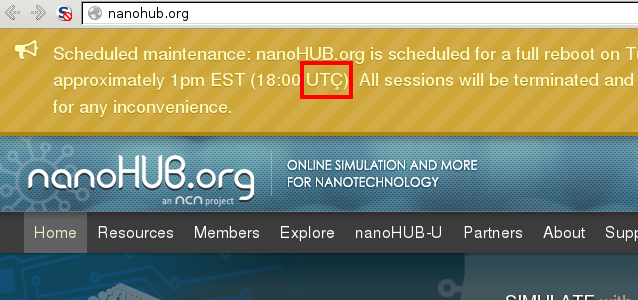 nanohub.org
Scheduled maintenance: nanoHUB.org is scheduled for a full reboot on
approximately 1pm EST (18:00 UTÇ). All sessions will be terminated and
for any inconvenience.
nanoHUB.org
an ncn project
ONLINE SIMULATION AND MORE
FOR NANOTECHNOLOGY
Home Resources Members Explore nanoHUB-U Partners About
SIMULATE with